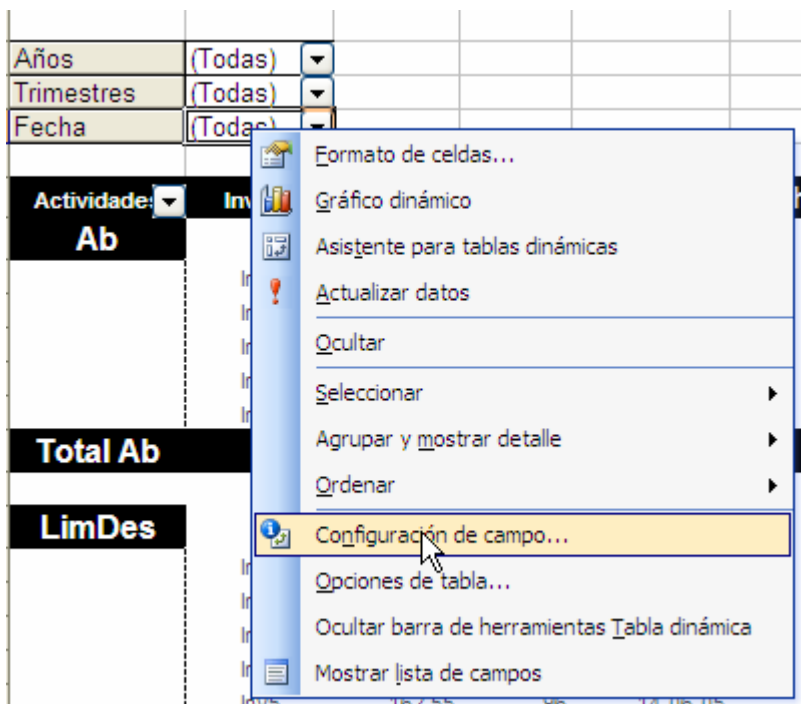 Años (Todas)
Trimestres (Todas)
Fecha (Todas)
Formato de celdas...
Gráfico dinámico
Asistente para tablas dinámicas
Actualizar datos
Ocultar
Seleccionar
Agrupar y mostrar detalle
Ordenar
Configuración de campo...
Opciones de tabla...
Ocultar barra de herramientas Tabla dinámica
Mostrar lista de campos
Ab
Total Ab
LimDes